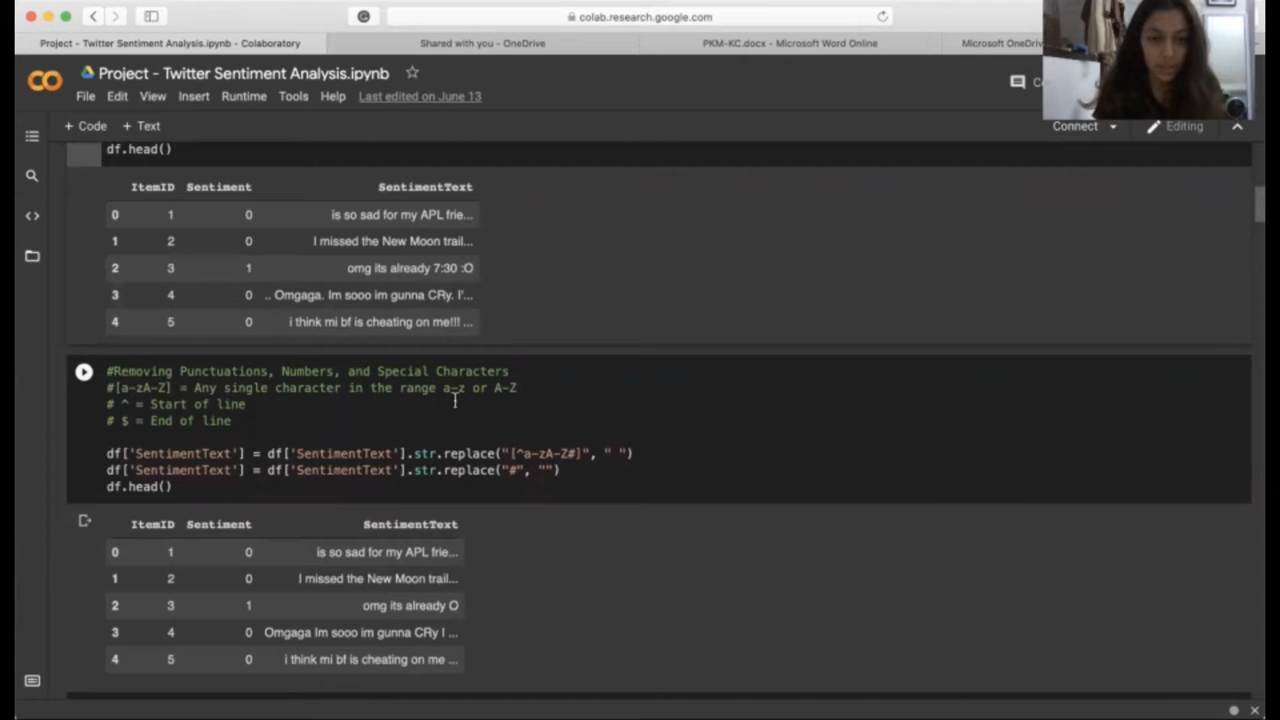 colab.research.google.com
Project - Twitter Sentiment Analysis.ipynb - Colaboratory
Shared with you - OneDrive
PKM-KC.docx - Microsoft Word Online
Microsoft OneDriv
CO
Project - Twitter Sentiment Analysis.ipynb
File Edit View Insert Runtime Tools Help Last edited on June 13
+ Code + Text
Connect
Editing
df.head()
ItemID Sentiment SentimentText
0 1 0 is so sad for my APL frie...
1 2 0 I missed the New Moon trail...
2 3 1 omg its already 7:30 :O
3 4 0 .. Omgaga. Im sooo im gunna CRy. I'...
4 5 0 i think mi bf is cheating on me!!! ...
#Removing Punctuations, Numbers, and Special Characters
#[a-zA-Z] = Any single character in the range a-z or A-Z
# ^ = Start of line
# $ = End of line
df['SentimentText'] = df['SentimentText'].str.replace("[^a-zA-Z#]", " ")
df['SentimentText'] = df['SentimentText'].str.replace("#", "")
df.head()
ItemID Sentiment SentimentText
0 1 0 is so sad for my APL frie...
1 2 0 I missed the New Moon trail...
2 3 1 omg its already O
3 4 0 Omgaga Im sooo im gunna CRy I ...
4 5 0 i think mi bf is cheating on me ...